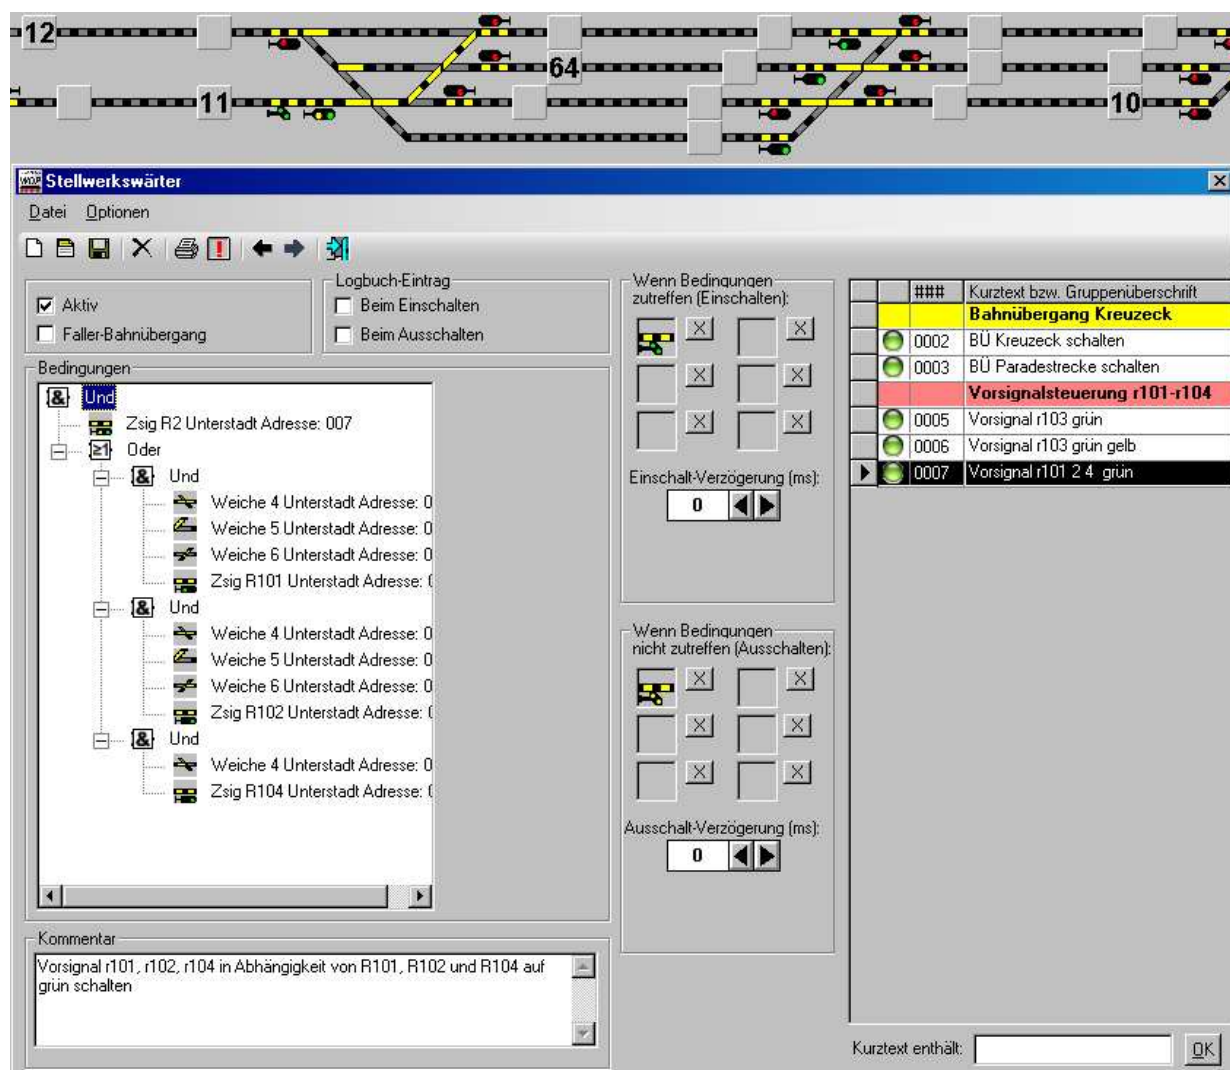 12
64
11
10
Stellwerkswärter
Datei Optionen
Aktiv
Faller-Bahnübergang
Logbuch-Eintrag
Beim Einschalten
Beim Ausschalten
Bedingungen
& Und
Zsig R2 Unterstadt Adresse: 007
≥1 Oder
& Und
Weiche 4 Unterstadt Adresse: 0
Weiche 5 Unterstadt Adresse: 0
Weiche 6 Unterstadt Adresse: 0
Zsig R101 Unterstadt Adresse: (
& Und
Weiche 4 Unterstadt Adresse: 0
Weiche 5 Unterstadt Adresse: 0
Weiche 6 Unterstadt Adresse: 0
Zsig R102 Unterstadt Adresse: (
& Und
Weiche 4 Unterstadt Adresse: 0
Zsig R104 Unterstadt Adresse: (
Kommentar
Vorsignal r101, r102, r104 in Abhängigkeit von R101, R102 und R104 auf
grün schalten
Wenn Bedingungen
zutreffen (Einschalten):
X X
X X
X X
Einschalt-Verzögerung (ms):
0
Wenn Bedingungen
nicht zutreffen (Ausschalten):
X X
X X
X X
Ausschalt-Verzögerung (ms):
0
### Kurztext bzw. Gruppenüberschrift
Bahnübergang Kreuzeck
0002 BÜ Kreuzeck schalten
0003 BÜ Paradestrecke schalten
Vorsignalsteuerung r101-r104
0005 Vorsignal r103 grün
0006 Vorsignal r103 grün gelb
0007 Vorsignal r101 2 4 grün
Kurztext enthält:
OK